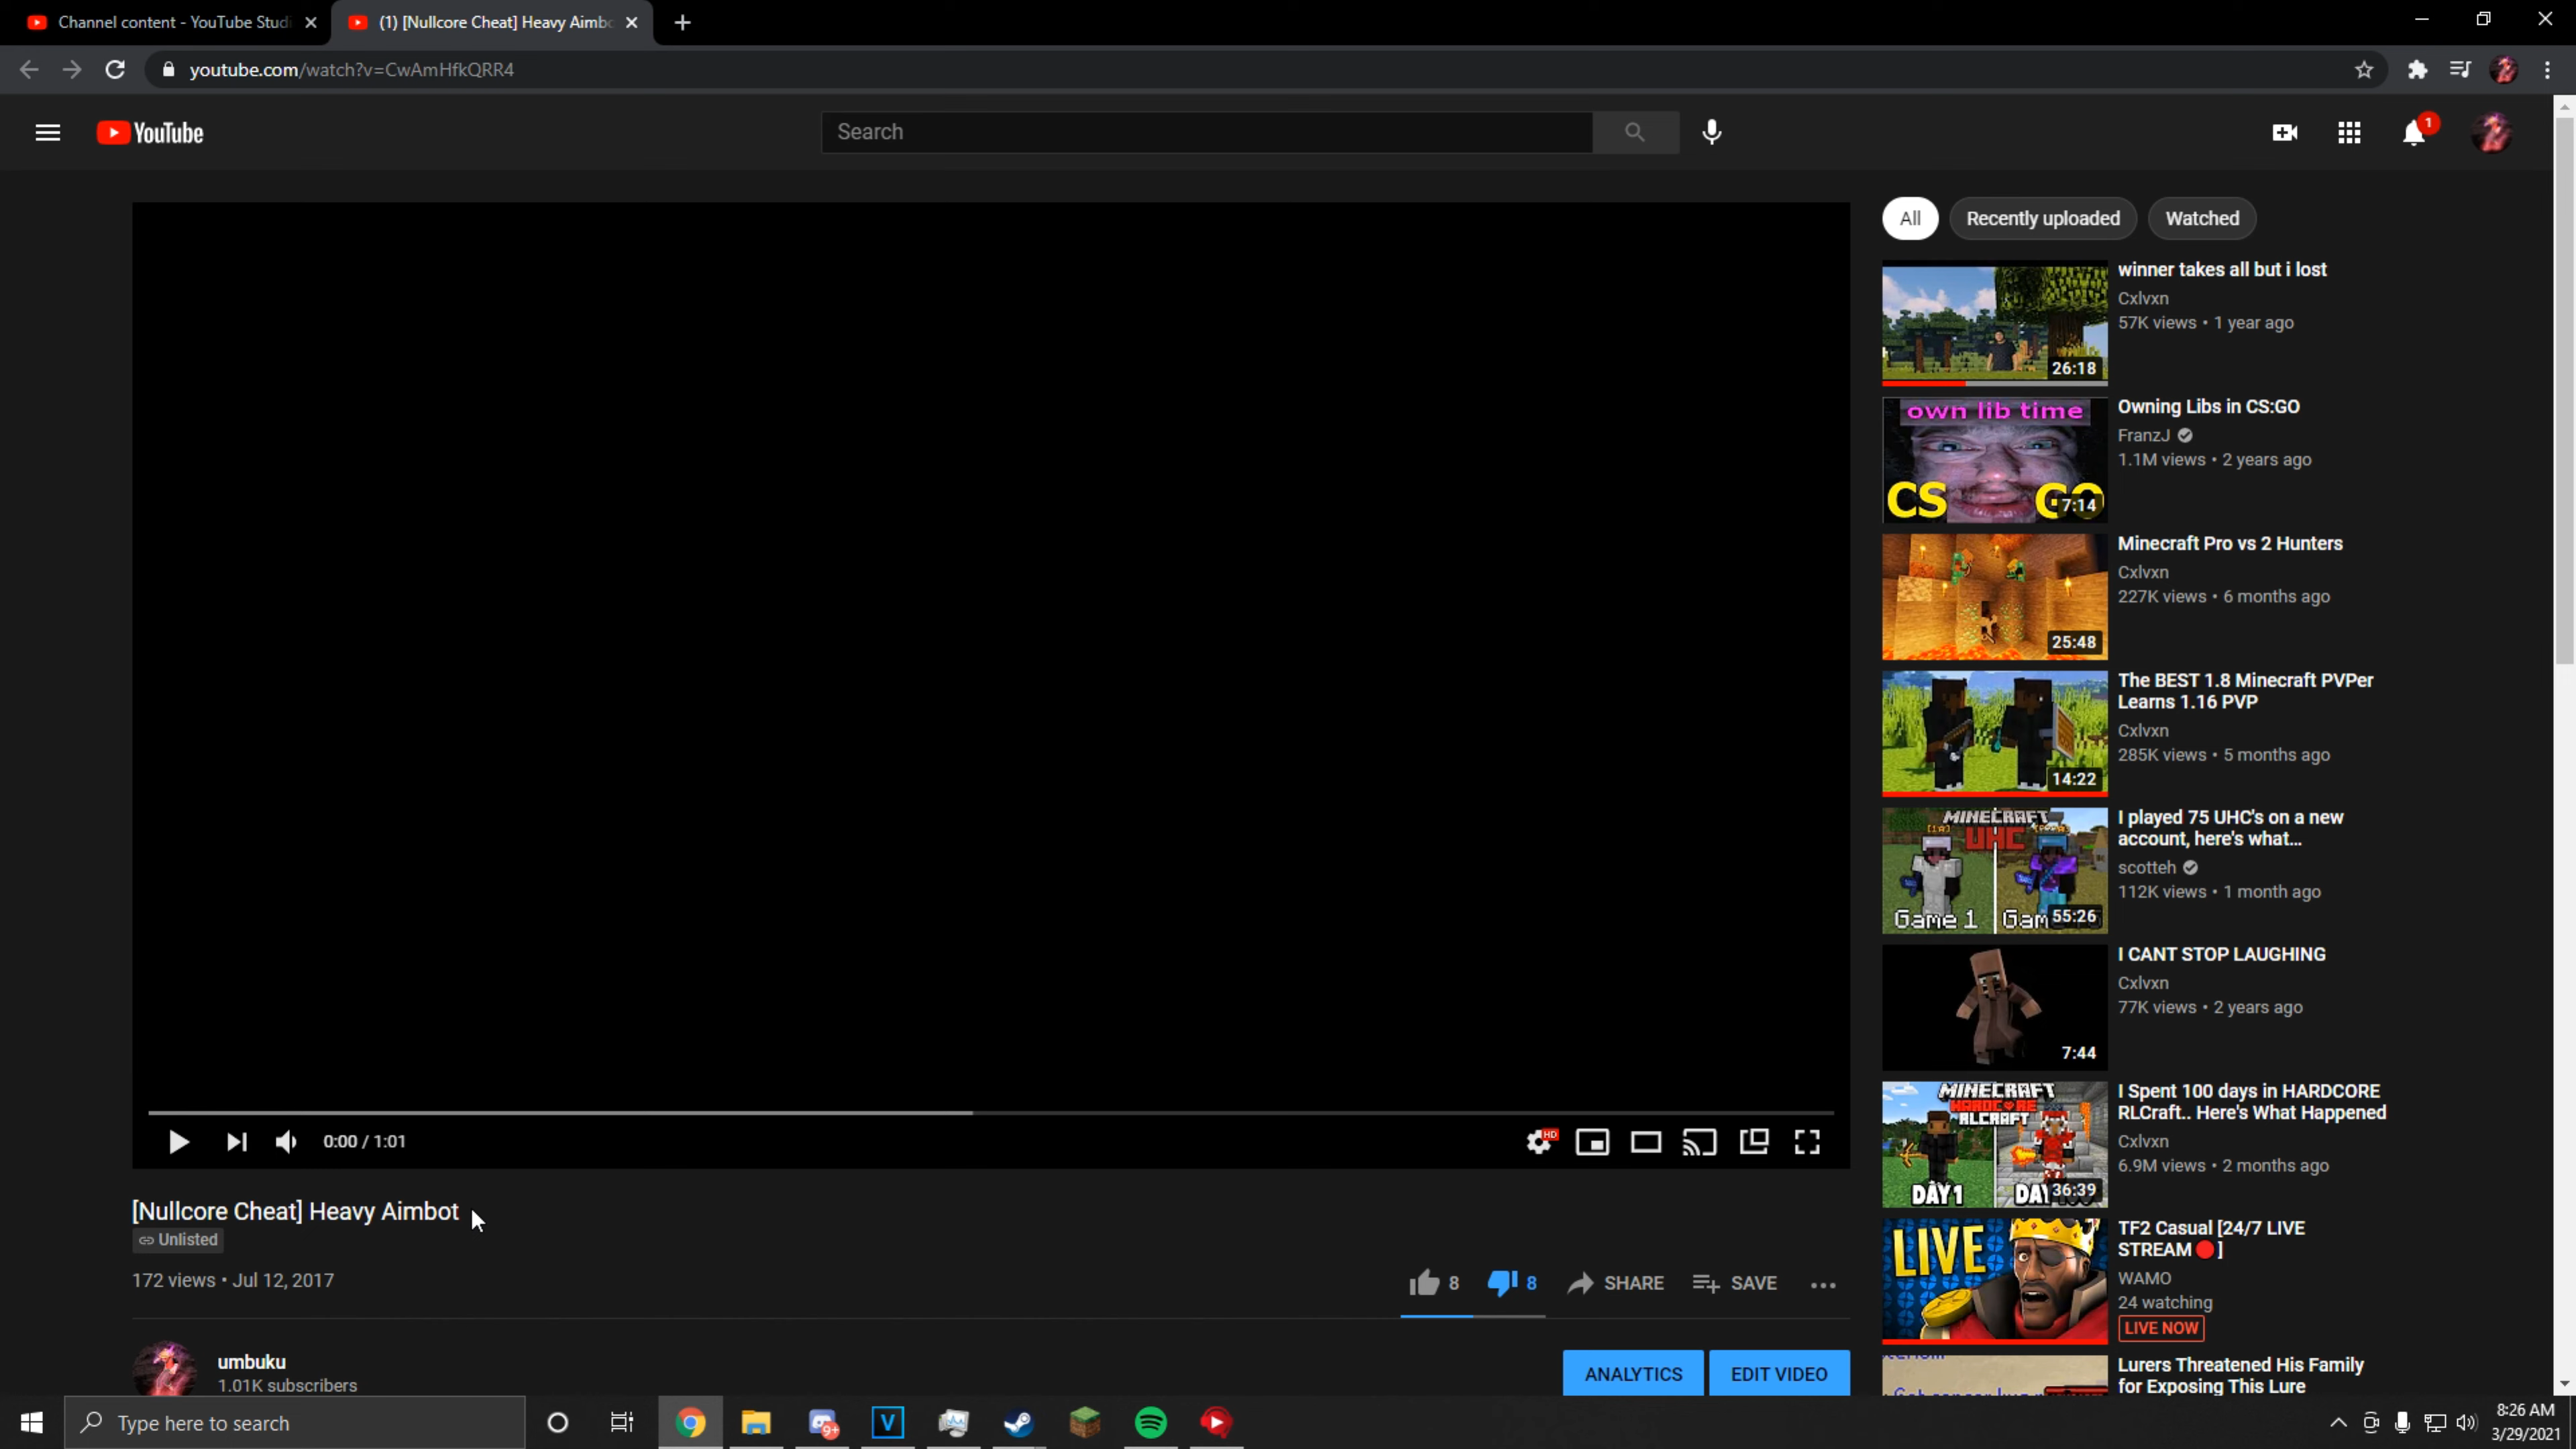 Channel content - YouTube Studi
(1) [Nullcore Cheat] Heavy Aimbo
youtube.com/watch?v=CwAmHfkQRR4
YouTube
Search
1
All
Recently uploaded
Watched
winner takes all but i lost
Cxlvxn
57K views • 1 year ago
26:18
own lib time
CS GO
7:14
Owning Libs in CS:GO
FranzJ
1.1M views • 2 years ago
Minecraft Pro vs 2 Hunters
Cxlvxn
227K views • 6 months ago
25:48
The BEST 1.8 Minecraft PVPer
Learns 1.16 PVP
Cxlvxn
285K views • 5 months ago
14:22
MINECRAFT
UHC
Game 1
Gam
55:26
I played 75 UHC's on a new
account, here's what...
scotteh
112K views • 1 month ago
I CANT STOP LAUGHING
Cxlvxn
77K views • 2 years ago
7:44
MINECRAFT
HARDCORE
RLCRAFT
DAY 1
DAY
36:39
I Spent 100 days in HARDCORE
RLCraft.. Here's What Happened
Cxlvxn
6.9M views • 2 months ago
LIVE
TF2 Casual [24/7 LIVE
STREAM🔴]
WAMO
24 watching
LIVE NOW
Lurers Threatened His Family
for Exposing This Lure
0:00 / 1:01
HD
[Nullcore Cheat] Heavy Aimbot
Unlisted
172 views • Jul 12, 2017
8
8
SHARE
SAVE
umbuku
1.01K subscribers
ANALYTICS
EDIT VIDEO
Type here to search
9+
V
8:26 AM
3/29/2021